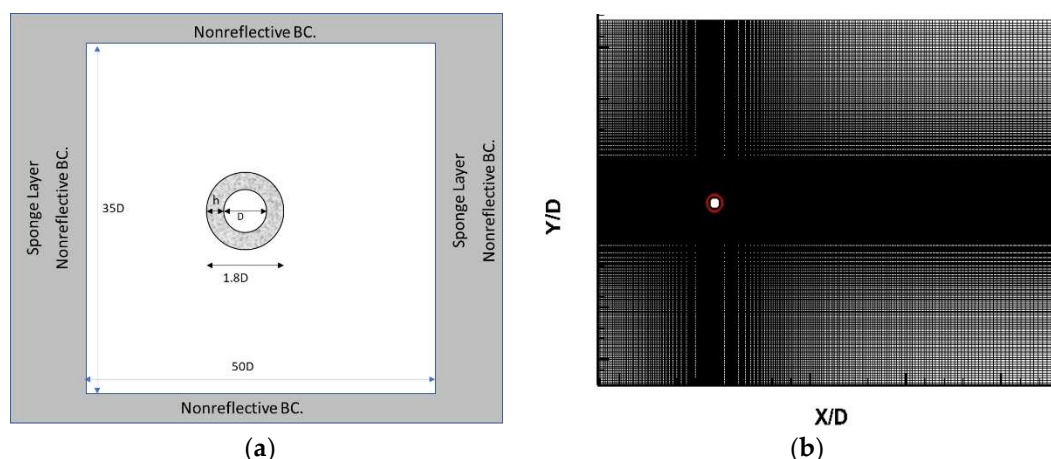 Nonreflective BC.
Sponge Layer
Nonreflective BC.
35D
h
D
1.8D
50D
Sponge Layer
Nonreflective BC.
Nonreflective BC.
(a)
Y/D
X/D
(b)